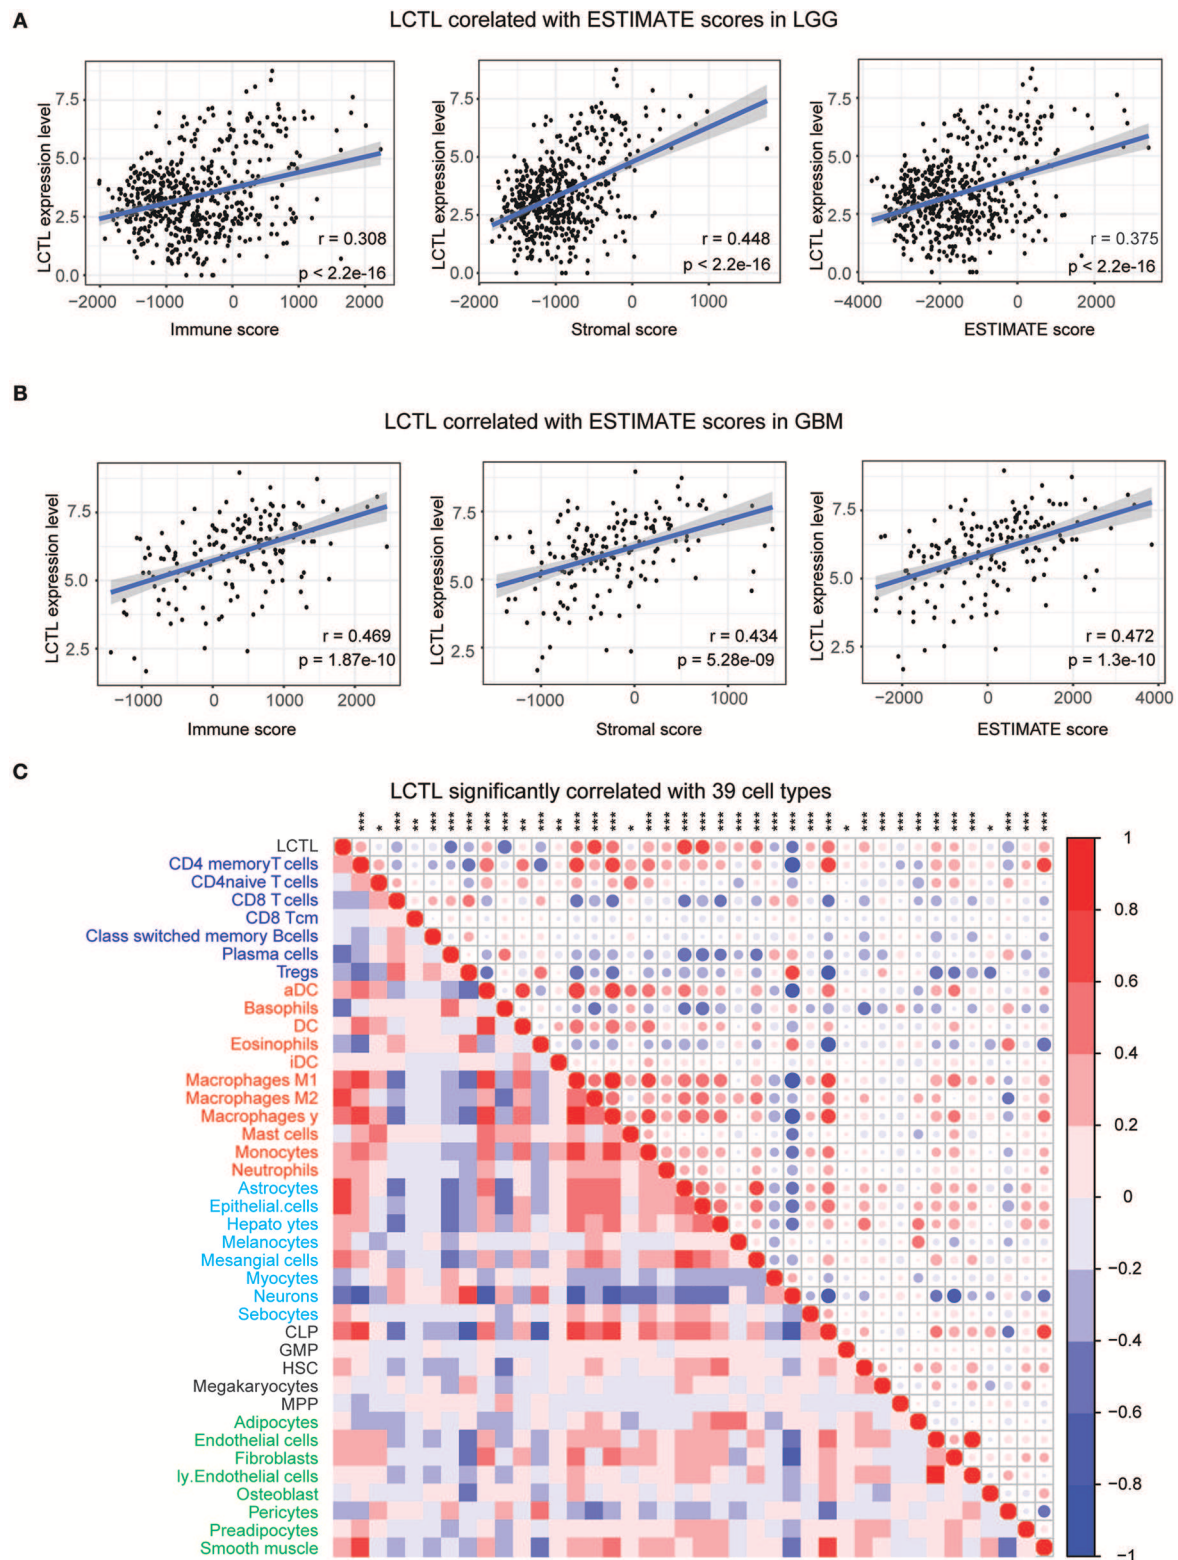 A
LCTL corelated with ESTIMATE scores in LGG
LCTL expression level
7.5
5.0
2.5
0.0
r = 0.308
p < 2.2e-16
−2000 −1000 0 1000 2000
Immune score
LCTL expression level
7.5
5.0
2.5
0.0
r = 0.448
p < 2.2e-16
−2000 −1000 0 1000
Stromal score
LCTL expression level
7.5
5.0
2.5
0.0
r = 0.375
p < 2.2e-16
−4000 −2000 0 2000
ESTIMATE score
B
LCTL correlated with ESTIMATE scores in GBM
LCTL expression level
7.5
5.0
2.5
r = 0.469
p = 1.87e-10
−1000 0 1000 2000
Immune score
LCTL expression level
7.5
5.0
2.5
r = 0.434
p = 5.28e-09
−1000 0 1000
Stromal score
LCTL expression level
7.5
5.0
2.5
r = 0.472
p = 1.3e-10
−2000 0 2000 4000
ESTIMATE score
C
LCTL significantly correlated with 39 cell types
LCTL
CD4 memoryT cells
CD4naive T cells
CD8 T cells
CD8 Tcm
Class switched memory Bcells
Plasma cells
Tregs
aDC
Basophils
DC
Eosinophils
iDC
Macrophages M1
Macrophages M2
Macrophages y
Mast cells
Monocytes
Neutrophils
Astrocytes
Epithelial.cells
Hepato ytes
Melanocytes
Mesangial cells
Myocytes
Neurons
Sebocytes
CLP
GMP
HSC
Megakaryocytes
MPP
Adipocytes
Endothelial cells
Fibroblasts
ly.Endothelial cells
Osteoblast
Pericytes
Preadipocytes
Smooth muscle
1
0.8
0.6
0.4
0.2
0
−0.2
−0.4
−0.6
−0.8
−1